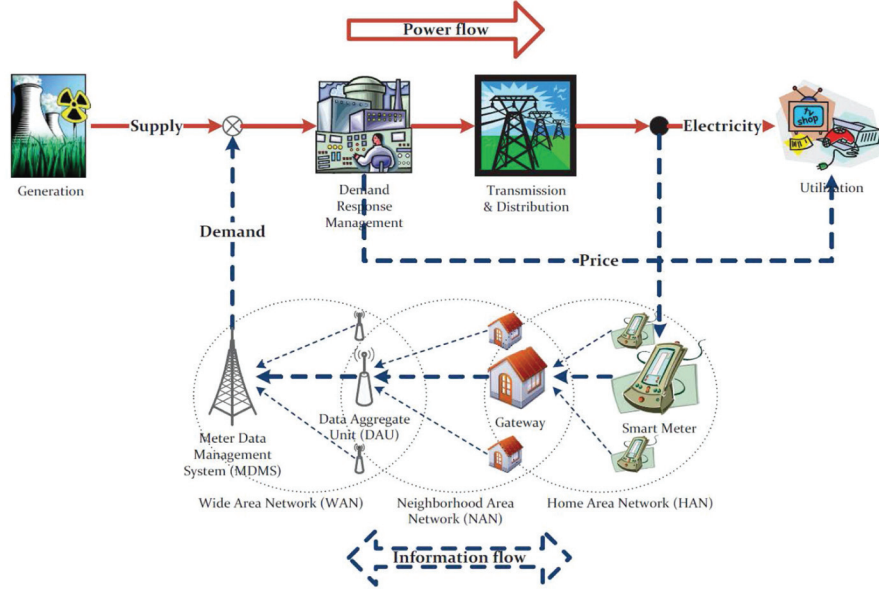 Power flow
Supply
Electricity
tv
shop
Generation
Demand
Response
Management
Transmission
& Distribution
Utilization
Demand
Price
Data Aggregate
Unit (DAU)
Gateway
Smart Meter
Meter Data
Management
System (MDMS)
Wide Area Network (WAN)
Neighborhood Area
Network (NAN)
Home Area Network (HAN)
Information flow